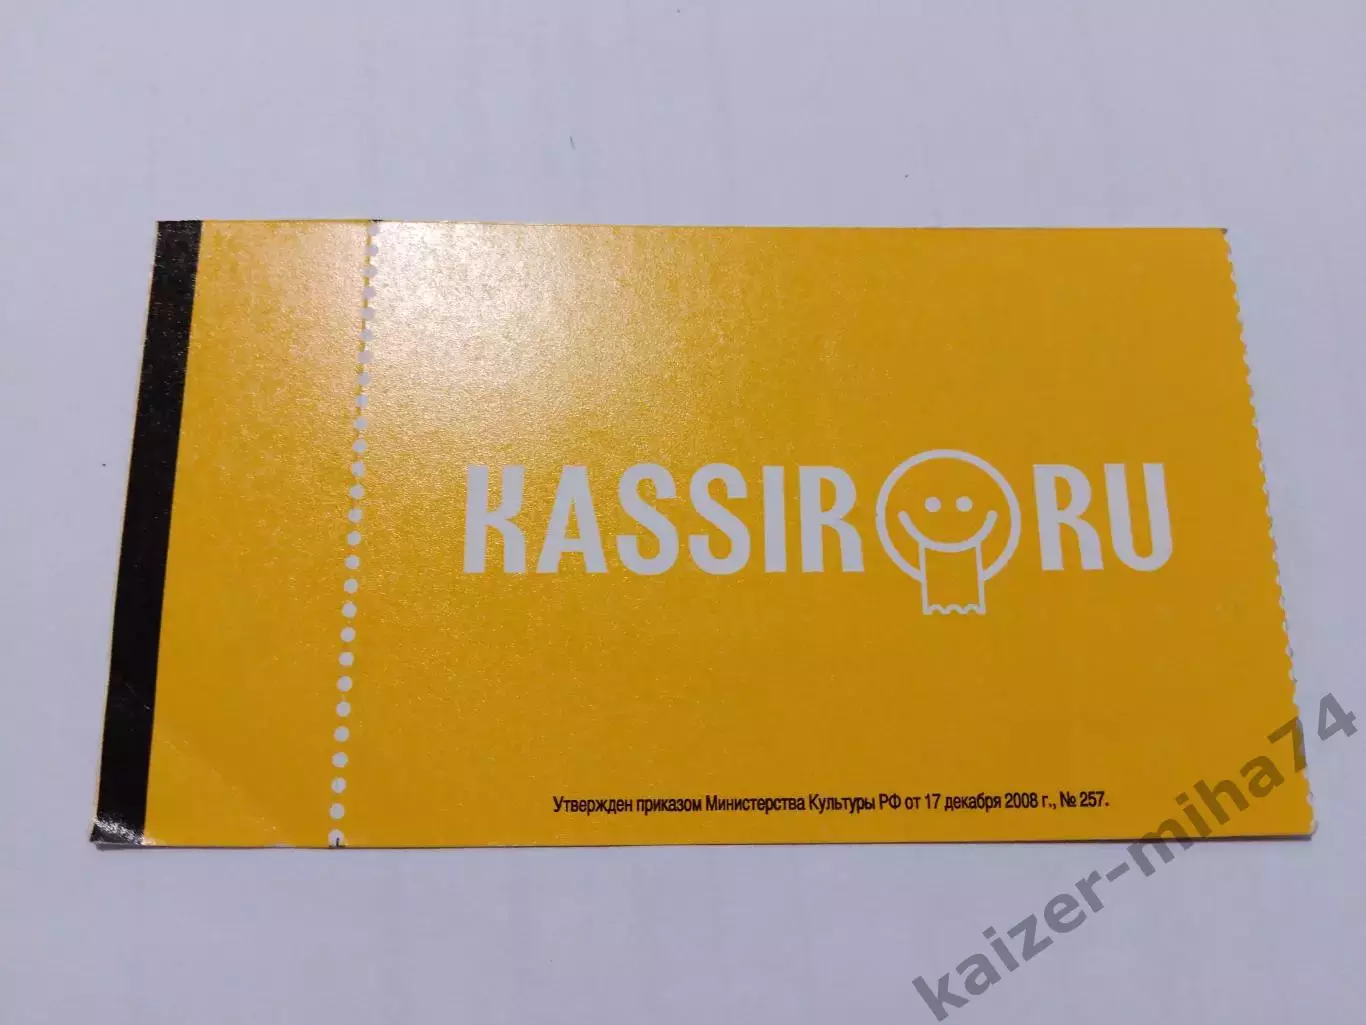 KASSIR RU
Утвержден приказом Министерства Культуры РФ от 17 декабря 2008 г., № 257.
kaizer-miha74